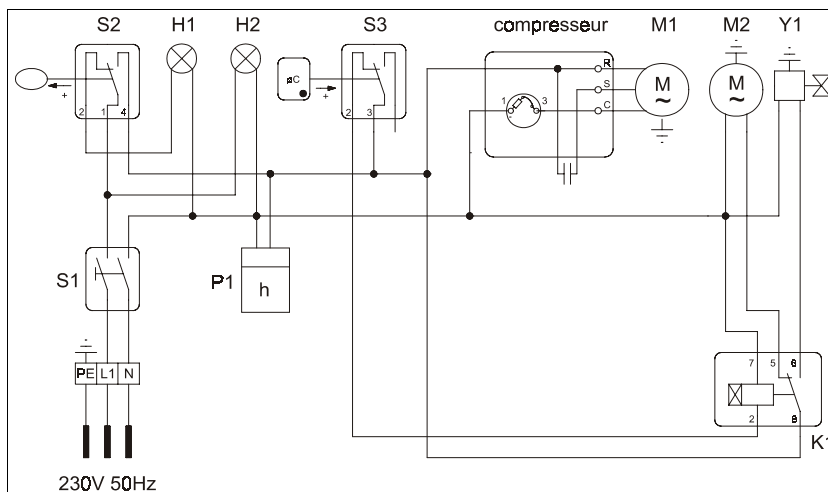 S2 H1 H2 S3 compresseur M1 M2 Y1
R
M
~
M
~
°C
S
+
+
1 3
C
2 1 4
2 3
S1
P1
h
PE L1 N
7 5 6
2 8
K1
230V 50Hz